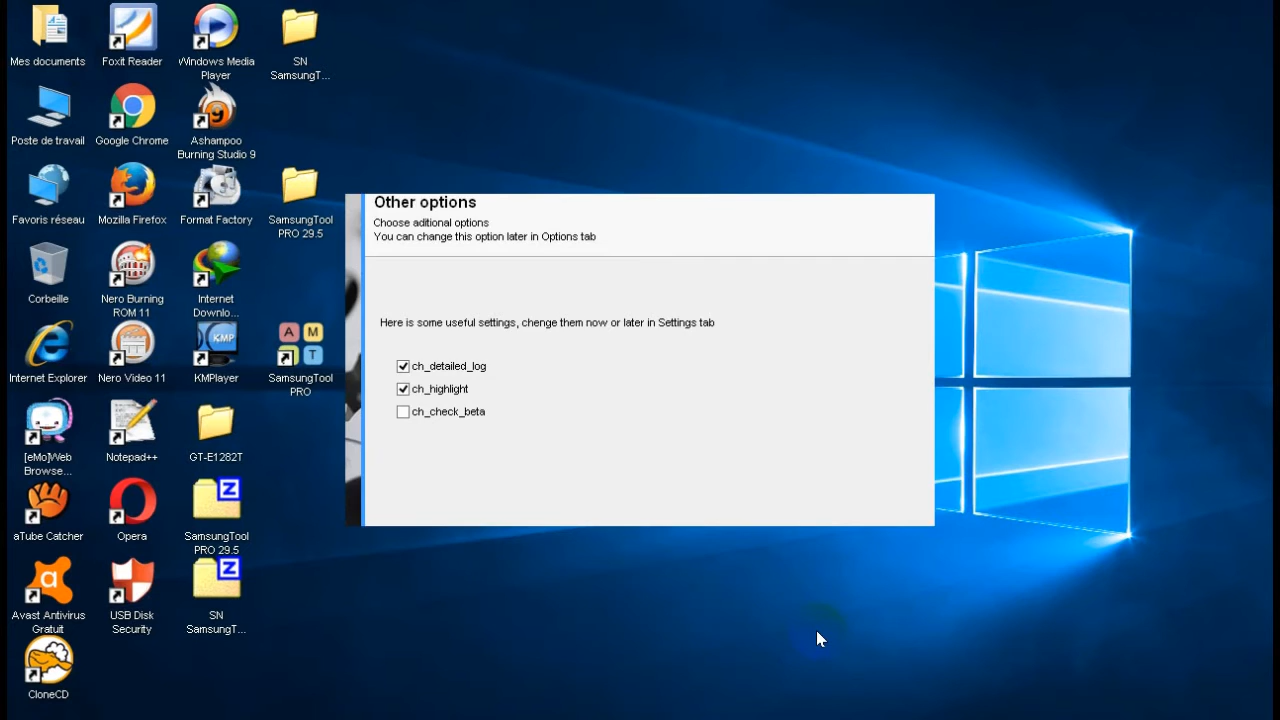 Mes documents
Foxit Reader
Windows Media
Player
SN
SamsungT...
Poste de travail
Google Chrome
Ashampoo
Burning Studio 9
Favoris réseau
Mozilla Firefox
Format Factory
SamsungTool
PRO 29.5
Corbeille
Nero Burning
ROM 11
Internet
Downlo...
Internet Explorer
Nero Video 11
KMP
KMPlayer
A M
T
SamsungTool
PRO
[eMo]Web
Browse...
Notepad++
GT-E1282T
aTube Catcher
Opera
Z
SamsungTool
PRO 29.5
Avast Antivirus
Gratuit
USB Disk
Security
Z
SN
SamsungT...
CloneCD
Other options
Choose aditional options
You can change this option later in Options tab
Here is some useful settings, chenge them now or later in Settings tab
ch_detailed_log
ch_highlight
ch_check_beta